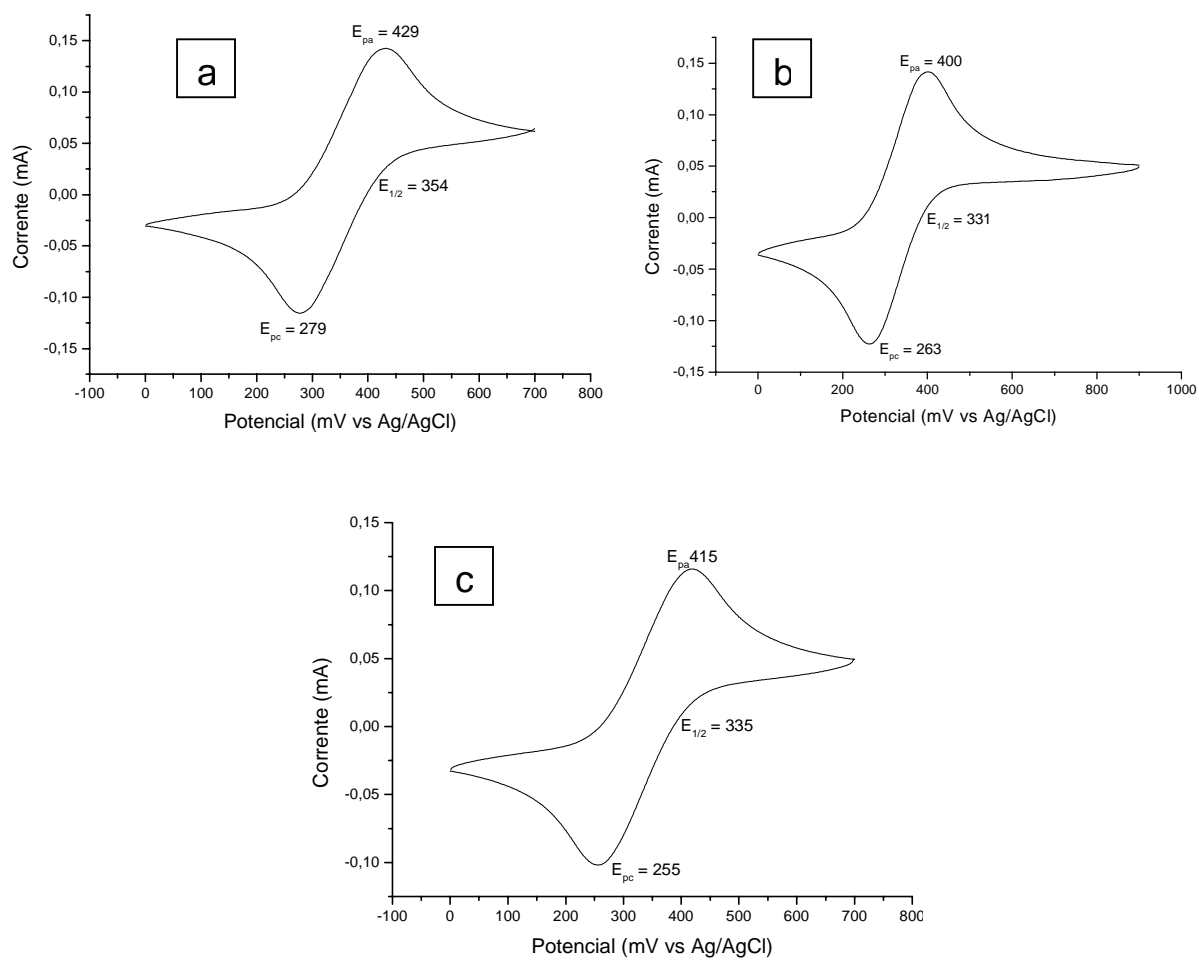 a
E_pa = 429
E_1/2 = 354
E_pc = 279
0,15
0,10
0,05
0,00
-0,05
-0,10
-0,15
-100 0 100 200 300 400 500 600 700 800
Corrente (mA)
Potencial (mV vs Ag/AgCl)
b
E_pa = 400
E_1/2 = 331
E_pc = 263
0,15
0,10
0,05
0,00
-0,05
-0,10
-0,15
0 200 400 600 800 1000
Corrente (mA)
Potencial (mV vs Ag/AgCl)
c
E_pa 415
E_1/2 = 335
E_pc = 255
0,15
0,10
0,05
0,00
-0,05
-0,10
-100 0 100 200 300 400 500 600 700 800
Corrente (mA)
Potencial (mV vs Ag/AgCl)